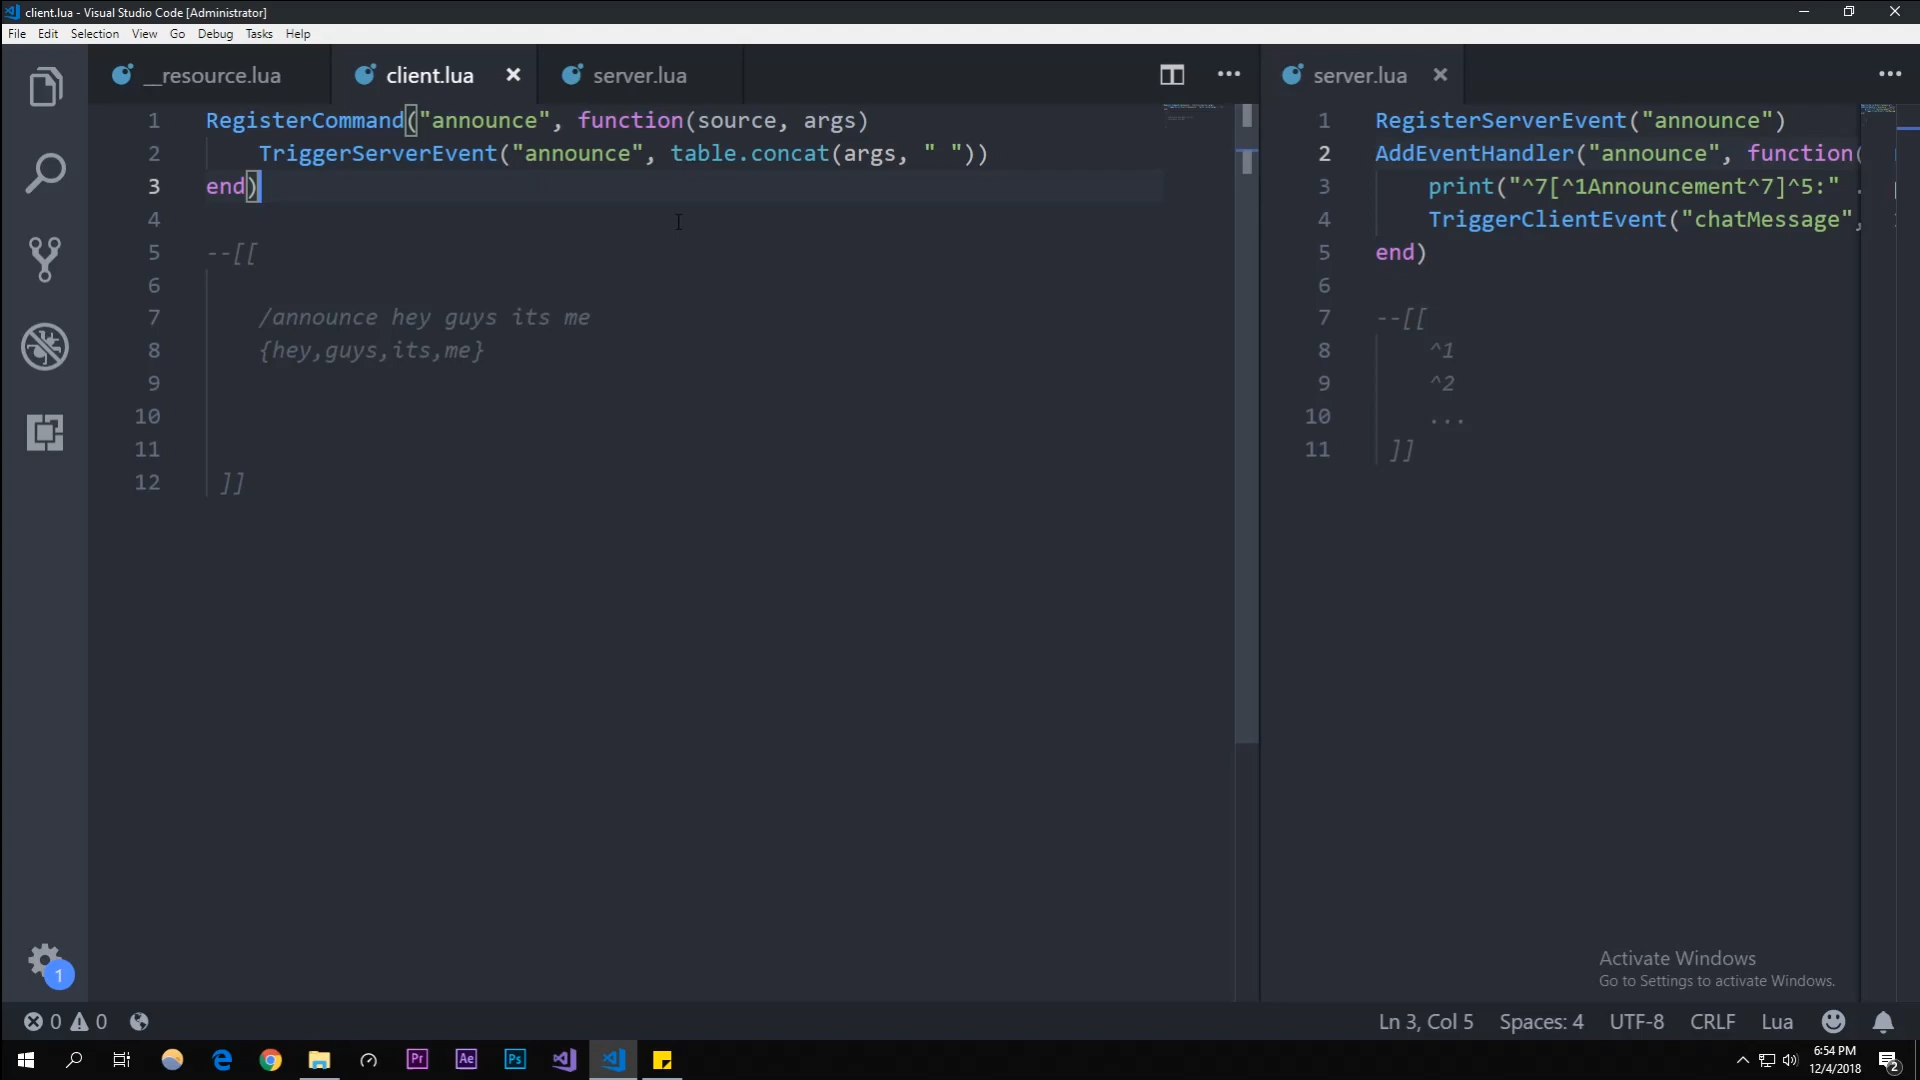 client.lua - Visual Studio Code [Administrator]
File Edit Selection View Go Debug Tasks Help
__resource.lua client.lua server.lua
1 RegisterCommand("announce", function(source, args)
2 TriggerServerEvent("announce", table.concat(args, " "))
3 end)
4
5 --[[
6
7 /announce hey guys its me
8 {hey,guys,its,me}
9
10
11
12 ]]
server.lua
1 RegisterServerEvent("announce")
2 AddEventHandler("announce", function(
3 print("^7[^1Announcement^7]^5:" .
4 TriggerClientEvent("chatMessage",
5 end)
6
7 --[[
8 ^1
9 ^2
10 ...
11 ]]
Activate Windows
Go to Settings to activate Windows.
1
0 0
Ln 3, Col 5 Spaces: 4 UTF-8 CRLF Lua
Pr Ae Ps
6:54 PM
12/4/2018
2